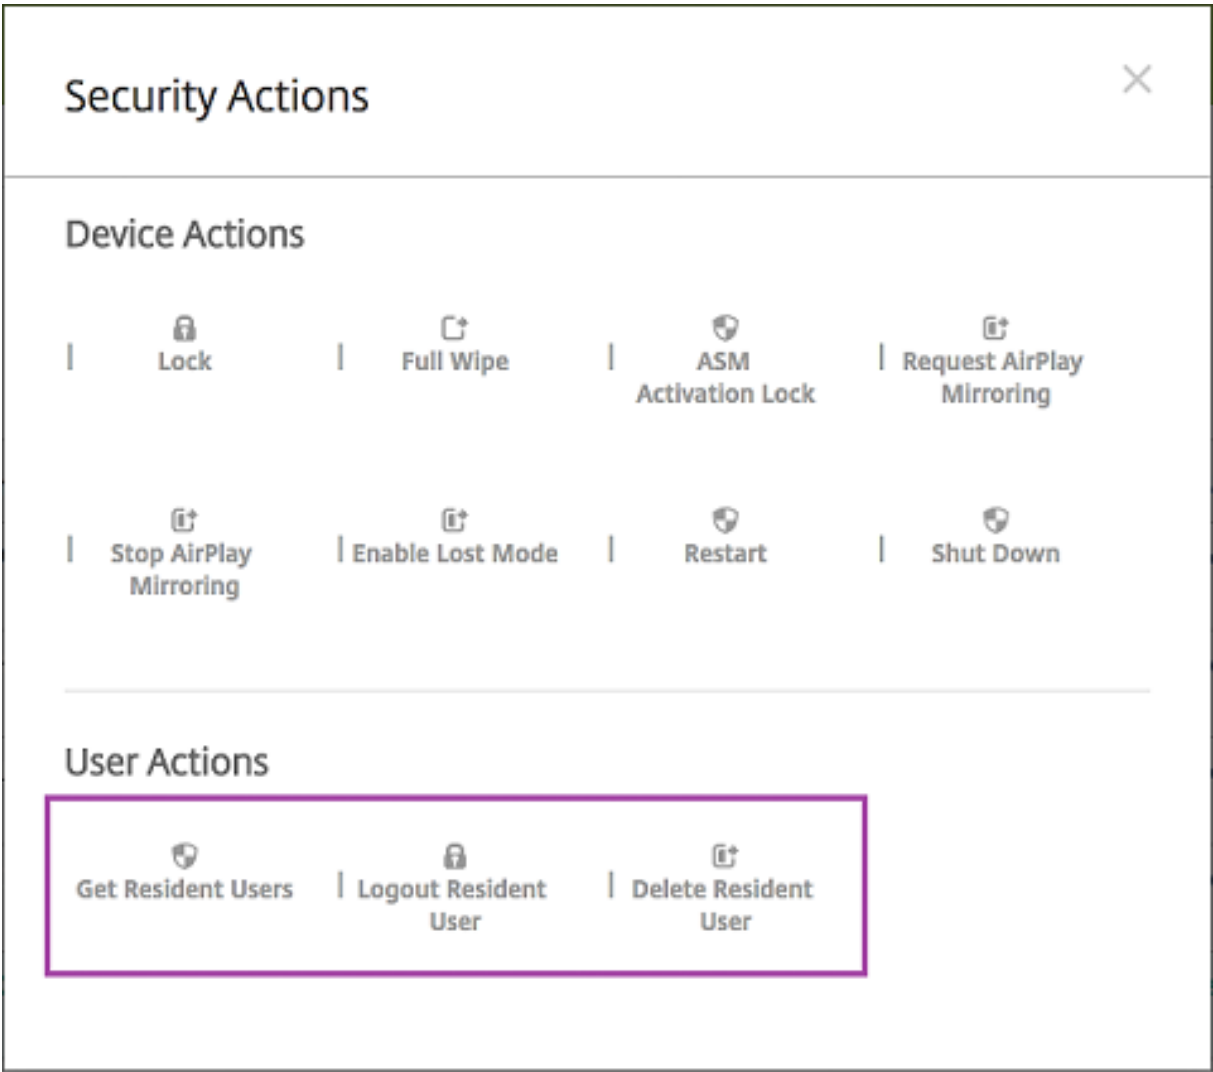 Security Actions
Device Actions
Lock
Full Wipe
ASM
Activation Lock
Request AirPlay
Mirroring
Stop AirPlay
Mirroring
Enable Lost Mode
Restart
Shut Down
User Actions
Get Resident Users
Logout Resident
User
Delete Resident
User